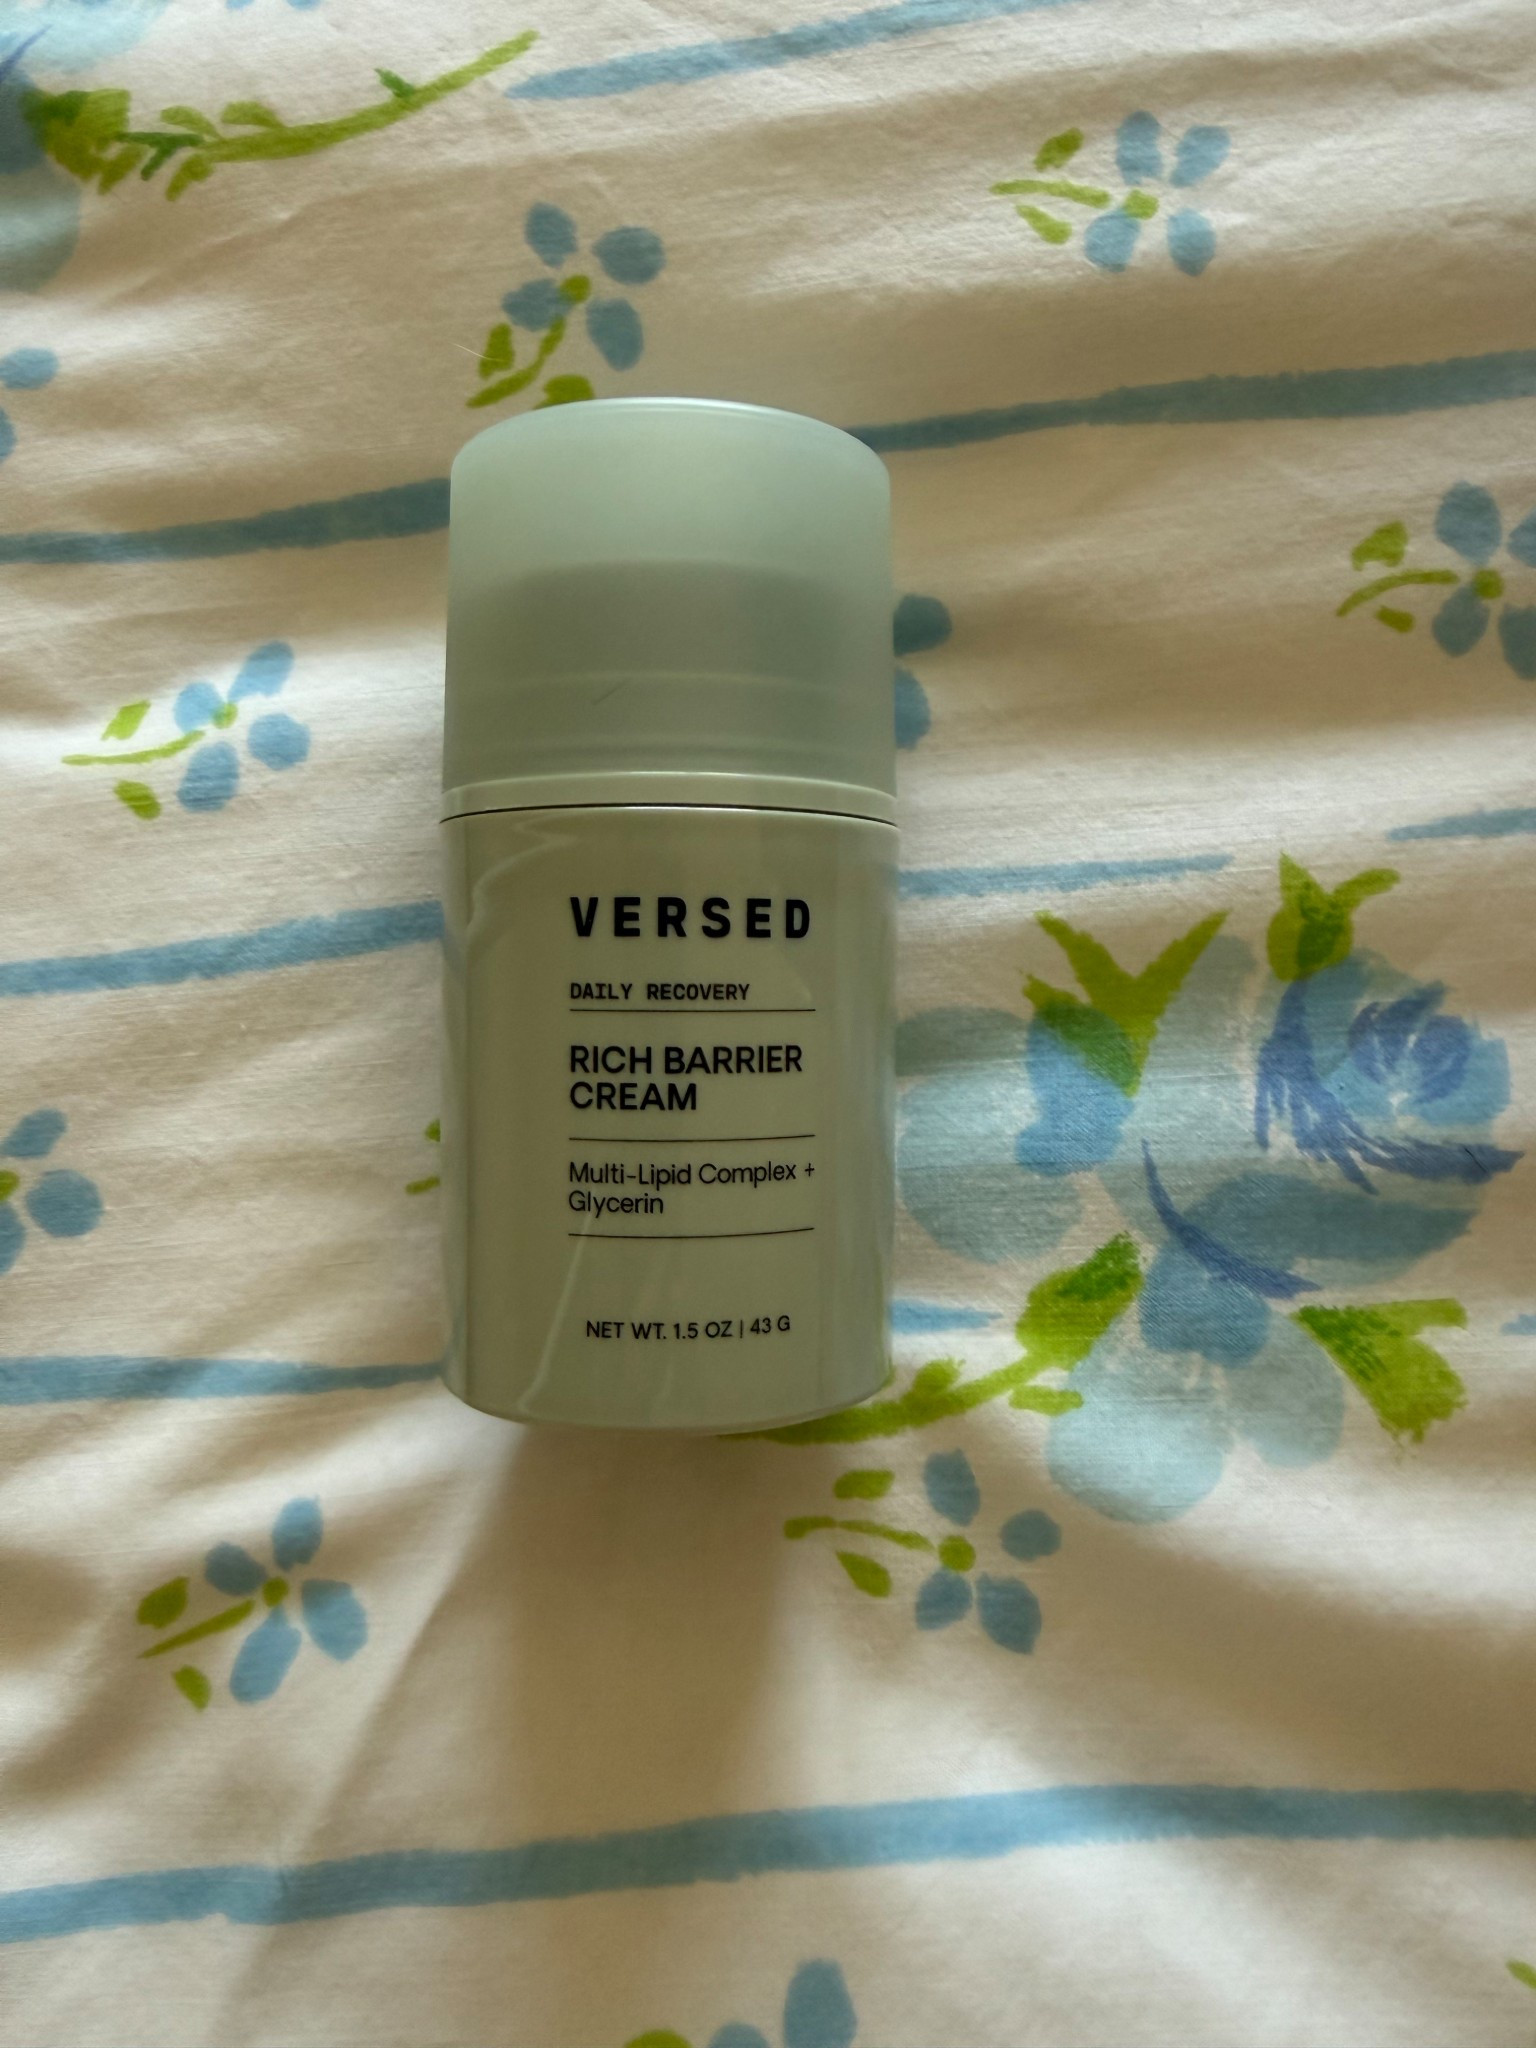 VERSED
DAILY RECOVERY
RICH BARRIER
CREAM
Multi-Lipid Complex +
Glycerin
NET WT. 1.5 OZ | 43 G